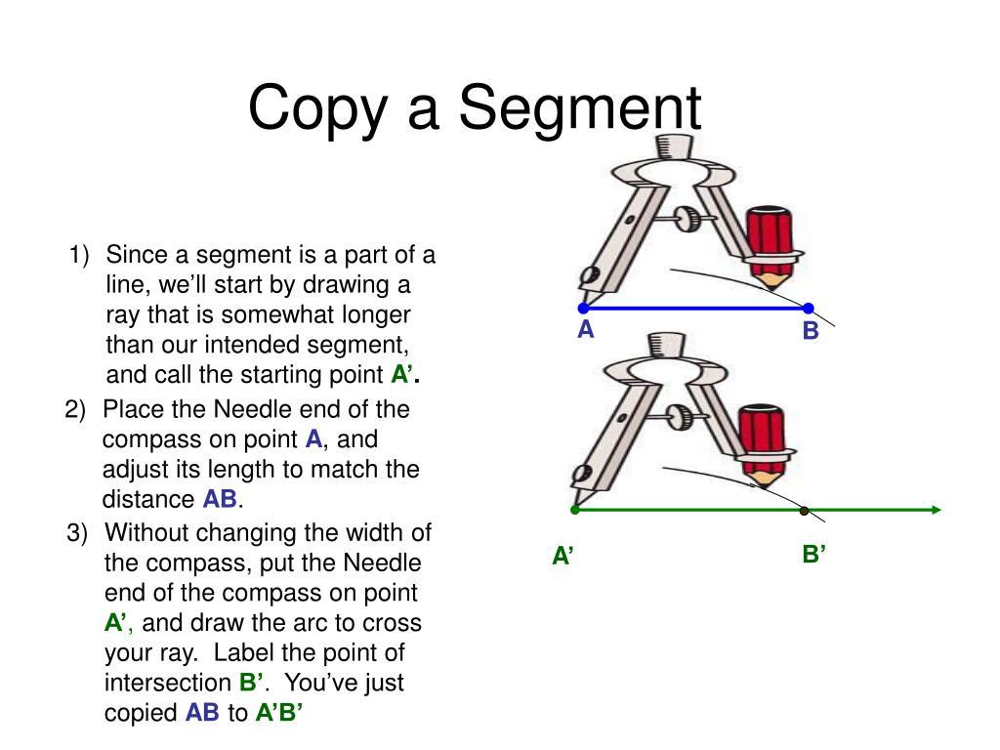 Copy a Segment
1) Since a segment is a part of a
line, we’ll start by drawing a
ray that is somewhat longer
than our intended segment,
and call the starting point A’.
2) Place the Needle end of the
compass on point A, and
adjust its length to match the
distance AB.
3) Without changing the width of
the compass, put the Needle
end of the compass on point
A’, and draw the arc to cross
your ray.  Label the point of
intersection B’.  You’ve just
copied AB to A’B’
A B
A’ B’